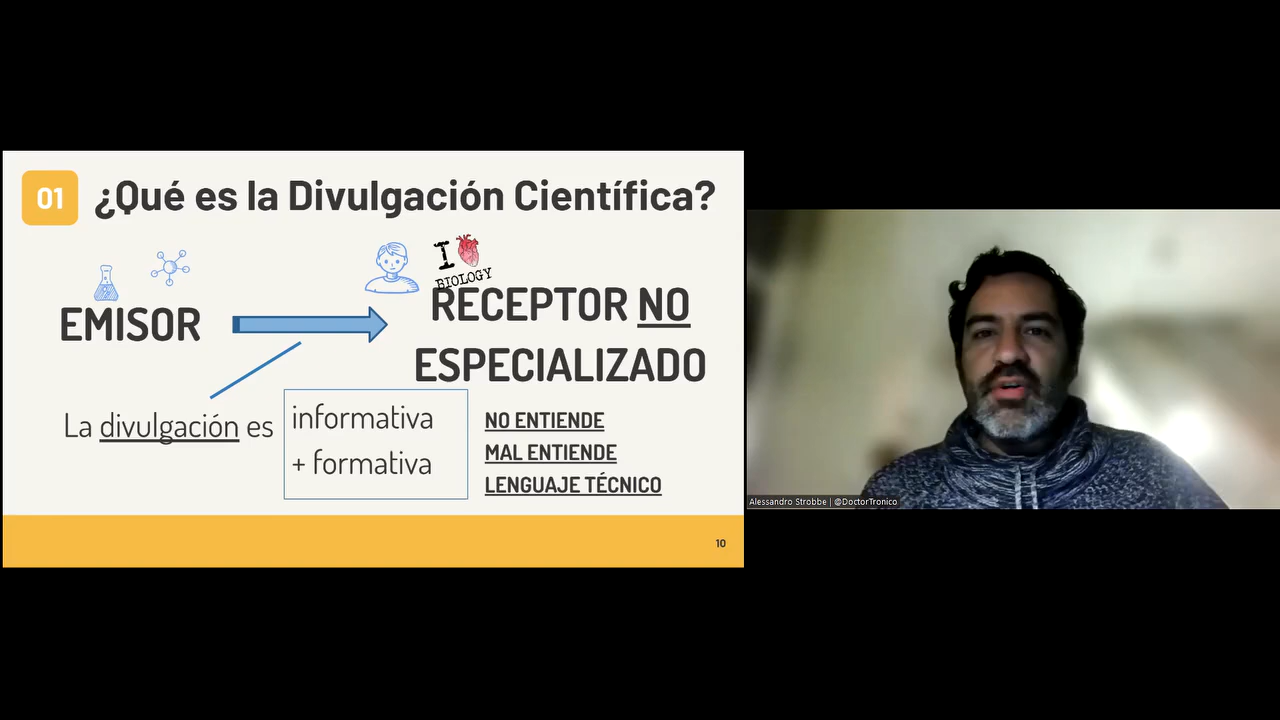 01 ¿Qué es la Divulgación Científica?
I
BIOLOGY
EMISOR
RECEPTOR NO
ESPECIALIZADO
La divulgación es
informativa
+ formativa
NO ENTIENDE
MAL ENTIENDE
LENGUAJE TÉCNICO
10
Alessandro Strobbe | @DoctorTronico